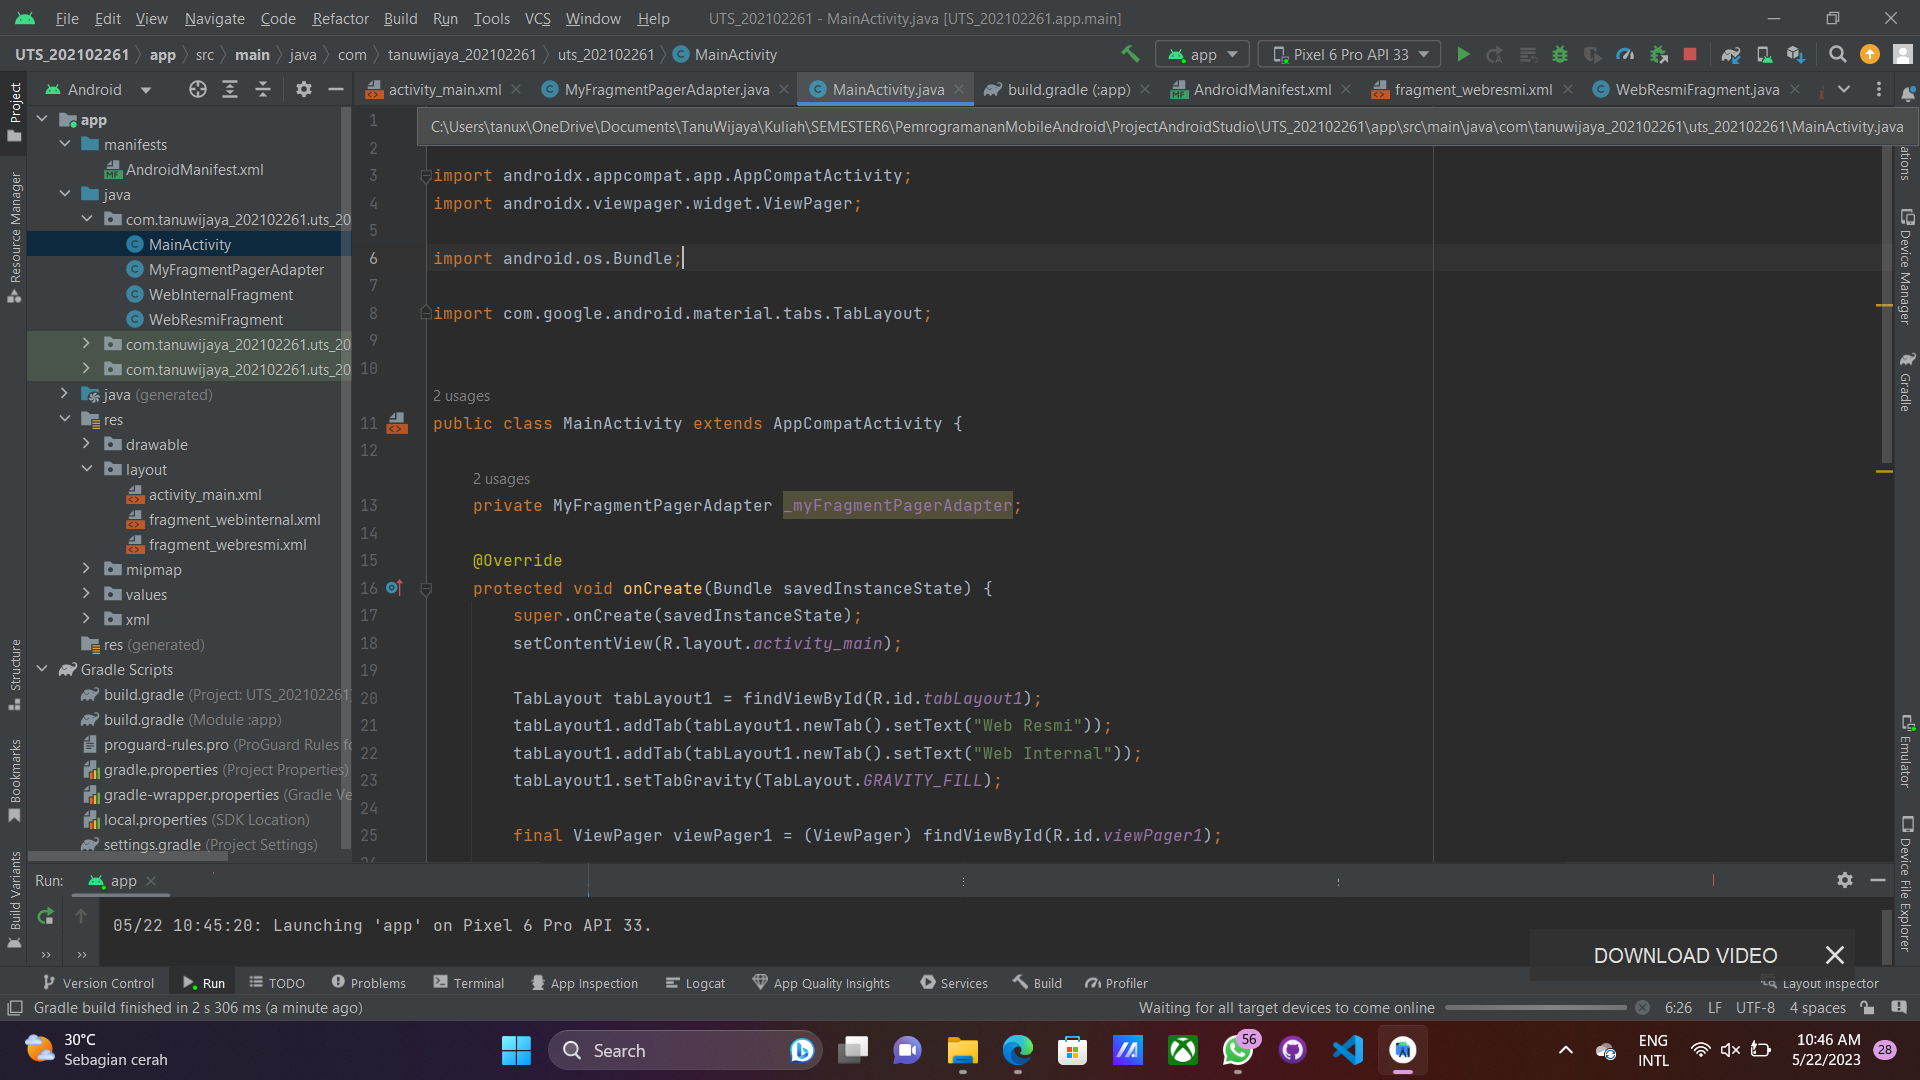 File Edit View Navigate Code Refactor Build Run Tools VCS Window Help UTS_202102261 - MainActivity.java [UTS_202102261.app.main]
UTS_202102261 app src main java com tanuwijaya_202102261 uts_202102261 MainActivity app Pixel 6 Pro API 33
Android activity_main.xml MyFragmentPagerAdapter.java MainActivity.java build.gradle (:app) AndroidManifest.xml fragment_webresmi.xml WebResmiFragment.java
C:\Users\tanux\OneDrive\Documents\TanuWijaya\Kuliah\SEMESTER6\PemrogramananMobileAndroid\ProjectAndroidStudio\UTS_202102261\app\src\main\java\com\tanuwijaya_202102261\uts_202102261\MainActivity.java
Project
Resource Manager
Structure
Bookmarks
Build Variants
app
manifests
AndroidManifest.xml
java
com.tanuwijaya_202102261.uts_20
MainActivity
MyFragmentPagerAdapter
WebInternalFragment
WebResmiFragment
com.tanuwijaya_202102261.uts_20
com.tanuwijaya_202102261.uts_20
java (generated)
res
drawable
layout
activity_main.xml
fragment_webinternal.xml
fragment_webresmi.xml
mipmap
values
xml
res (generated)
Gradle Scripts
build.gradle (Project: UTS_202102261)
build.gradle (Module :app)
proguard-rules.pro (ProGuard Rules fo
gradle.properties (Project Properties)
gradle-wrapper.properties (Gradle Ve
local.properties (SDK Location)
settings.gradle (Project Settings)
1
2
3 import androidx.appcompat.app.AppCompatActivity;
4 import androidx.viewpager.widget.ViewPager;
5
6 import android.os.Bundle;
7
8 import com.google.android.material.tabs.TabLayout;
9
10
2 usages
11 public class MainActivity extends AppCompatActivity {
12
2 usages
13 private MyFragmentPagerAdapter _myFragmentPagerAdapter;
14
15 @Override
16 protected void onCreate(Bundle savedInstanceState) {
17 super.onCreate(savedInstanceState);
18 setContentView(R.layout.activity_main);
19
20 TabLayout tabLayout1 = findViewById(R.id.tabLayout1);
21 tabLayout1.addTab(tabLayout1.newTab().setText("Web Resmi"));
22 tabLayout1.addTab(tabLayout1.newTab().setText("Web Internal"));
23 tabLayout1.setTabGravity(TabLayout.GRAVITY_FILL);
24
25 final ViewPager viewPager1 = (ViewPager) findViewById(R.id.viewPager1);
ations
Device Manager
Gradle
Emulator
Device File Explorer
Run: app
05/22 10:45:20: Launching 'app' on Pixel 6 Pro API 33.
DOWNLOAD VIDEO
Version Control Run TODO Problems Terminal App Inspection Logcat App Quality Insights Services Build Profiler Layout Inspector
Gradle build finished in 2 s 306 ms (a minute ago) Waiting for all target devices to come online 6:26 LF UTF-8 4 spaces
30°C
Sebagian cerah
Search
56
ENG
INTL
10:46 AM
5/22/2023
28